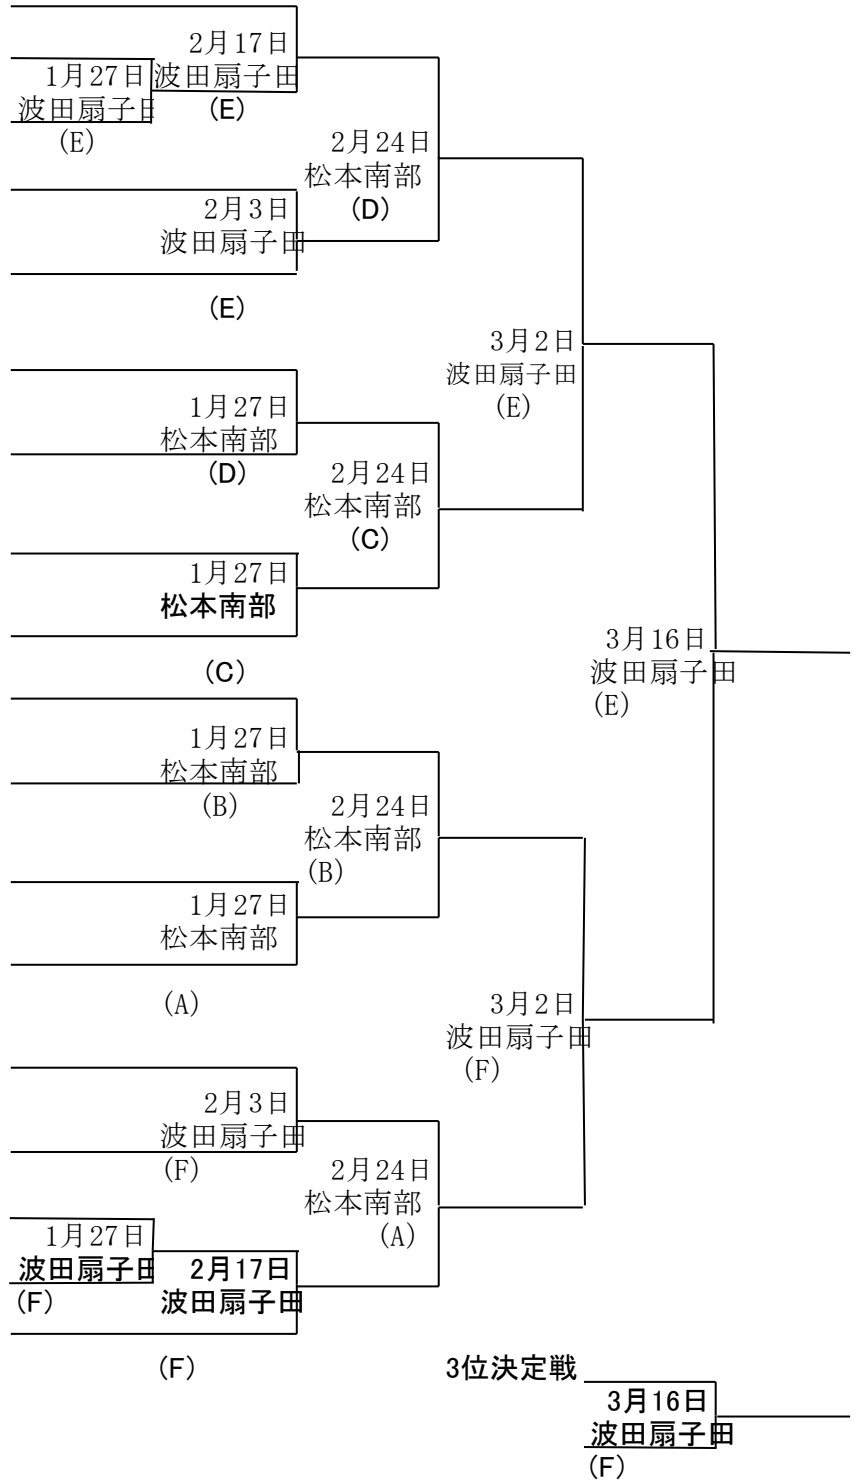 2月17日
波田扇子田
(E)
1月27日
波田扇子田
(E)
2月24日
松本南部
(D)
2月3日
波田扇子田
(E)
3月2日
波田扇子田
(E)
1月27日
松本南部
(D)
2月24日
松本南部
(C)
1月27日
松本南部
(C)
3月16日
波田扇子田
(E)
1月27日
松本南部
(B)
2月24日
松本南部
(B)
1月27日
松本南部
(A)
3月2日
波田扇子田
(F)
2月3日
波田扇子田
(F)
2月24日
松本南部
(A)
1月27日
波田扇子田
(F)
2月17日
波田扇子田
(F)
3位決定戦
3月16日
波田扇子田
(F)